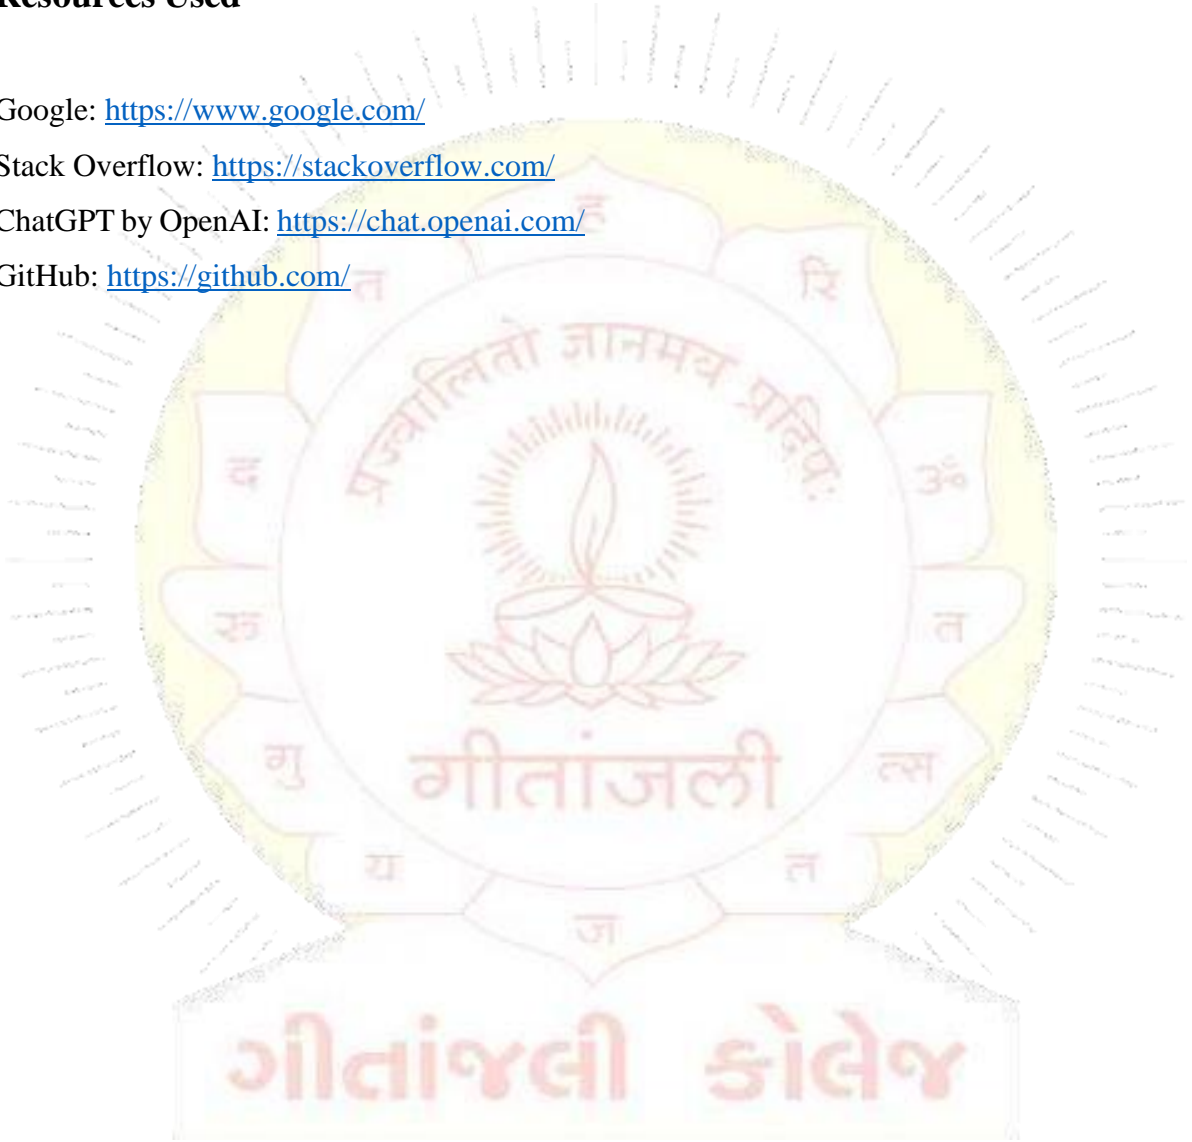 Resources Used
Google: https://www.google.com/
Stack Overflow: https://stackoverflow.com/
ChatGPT by OpenAI: https://chat.openai.com/
GitHub: https://github.com/
ह
त
रि
प्रज्वालितो ज्ञानमय प्रदिपः
द
ॐ
रु
त
गु
त्स
य
त
ज
गीतांजली
ગીતાંજલી કોલેજ